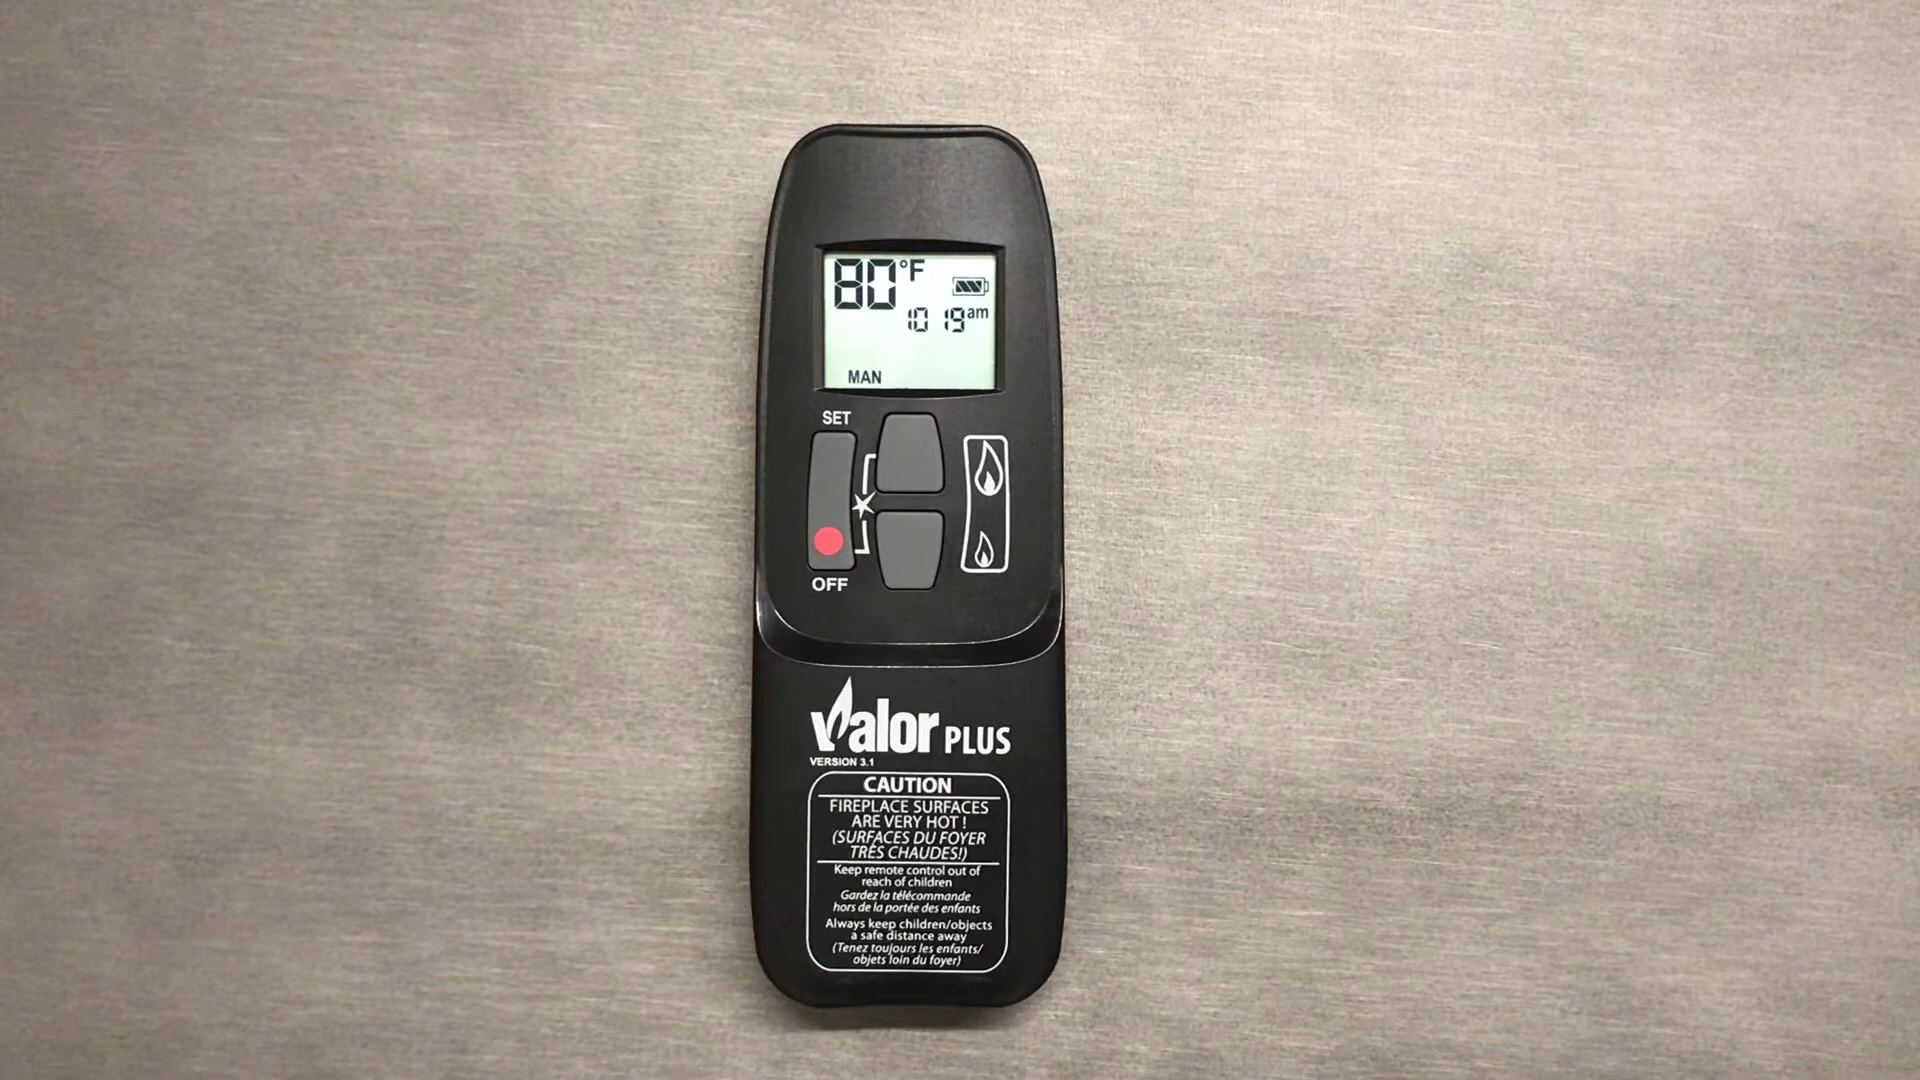 80°F
10 19am
MAN
SET
OFF
Valor PLUS
VERSION 3.1
CAUTION
FIREPLACE SURFACES
ARE VERY HOT !
(SURFACES DU FOYER
TRÈS CHAUDES!)
Keep remote control out of
reach of children
Gardez la télécommande
hors de la portée des enfants
Always keep children/objects
a safe distance away
(Tenez toujours les enfants/
objets loin du foyer)